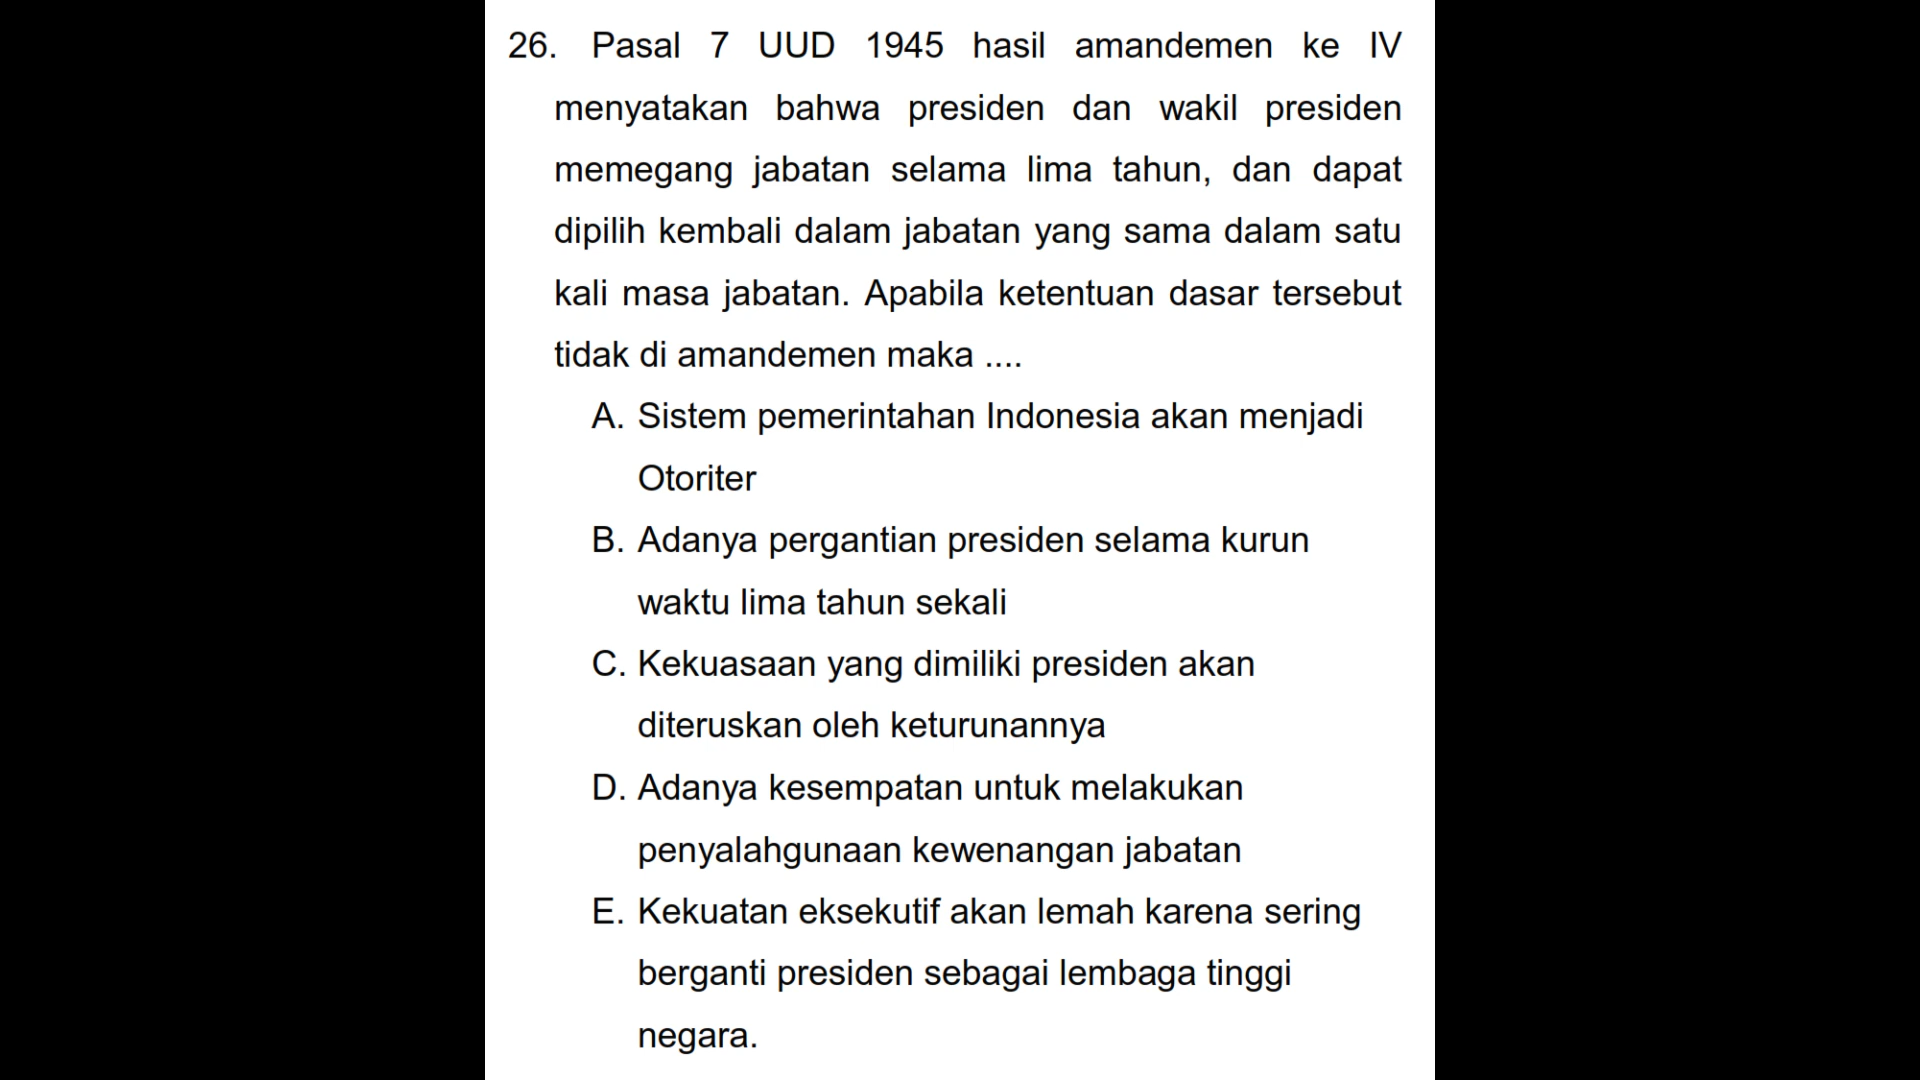 26. Pasal 7 UUD 1945 hasil amandemen ke IV
menyatakan bahwa presiden dan wakil presiden
memegang jabatan selama lima tahun, dan dapat
dipilih kembali dalam jabatan yang sama dalam satu
kali masa jabatan. Apabila ketentuan dasar tersebut
tidak di amandemen maka ....
A. Sistem pemerintahan Indonesia akan menjadi
Otoriter
B. Adanya pergantian presiden selama kurun
waktu lima tahun sekali
C. Kekuasaan yang dimiliki presiden akan
diteruskan oleh keturunannya
D. Adanya kesempatan untuk melakukan
penyalahgunaan kewenangan jabatan
E. Kekuatan eksekutif akan lemah karena sering
berganti presiden sebagai lembaga tinggi
negara.